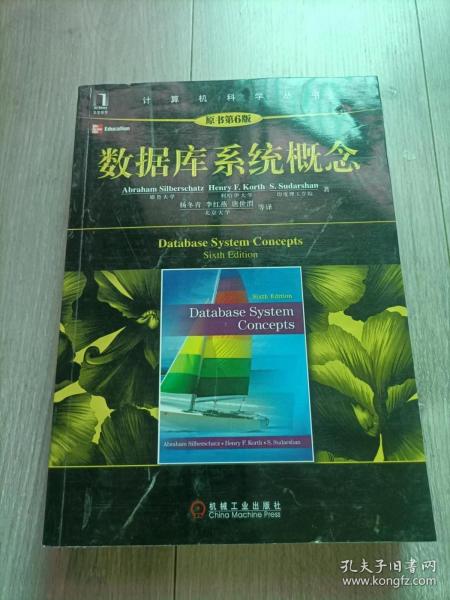 计算机科学丛书
原书第6版
Education
数据库系统概念
Abraham Silberschatz Henry F. Korth S. Sudarshan 著
耶鲁大学 利哈伊大学 印度理工学院
杨冬青 李红燕 唐世渭 等译
北京大学
Database System Concepts
Sixth Edition
Sixth Edition
Database System
Concepts
Abraham Silberschatz • Henry F. Korth • S. Sudarshan
机械工业出版社
China Machine Press
孔夫子旧书网
www.kongfz.com